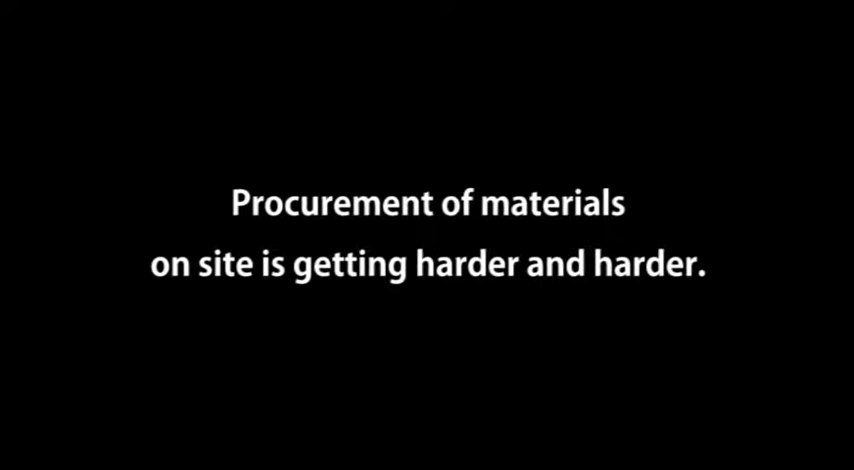 Procurement of materials
on site is getting harder and harder.